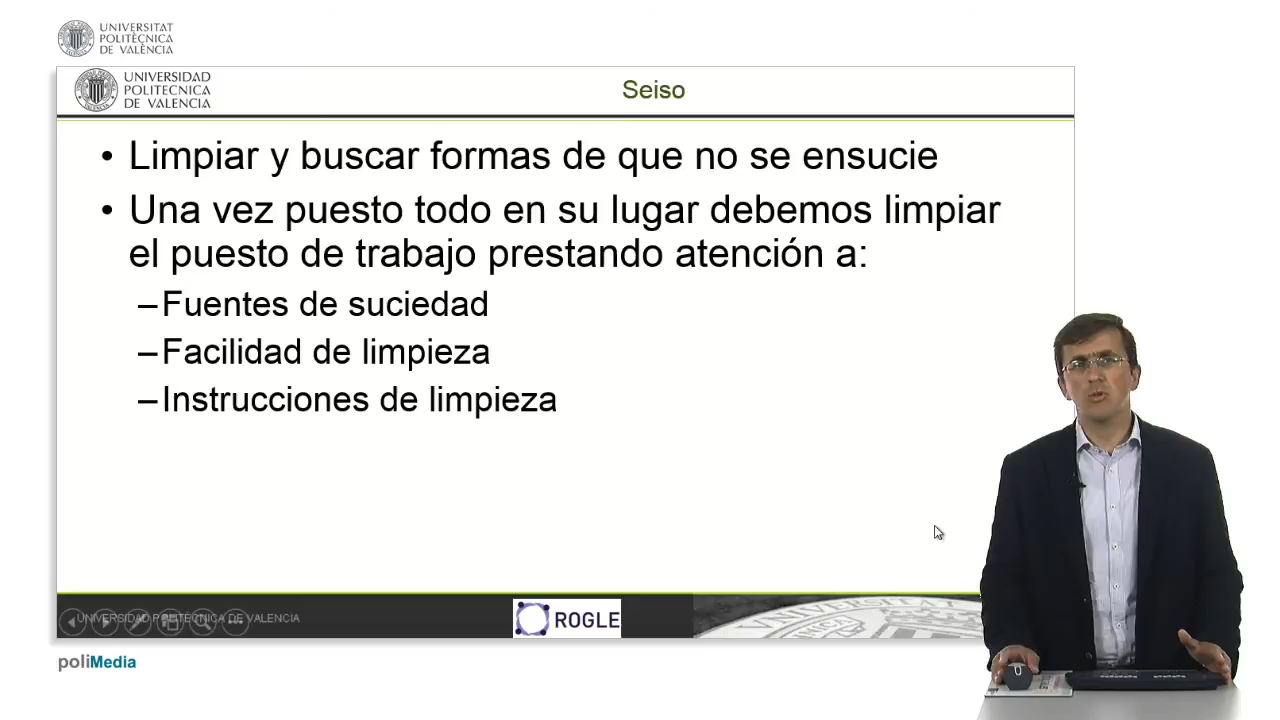 UNIVERSITAT
POLITÈCNICA
DE VALÈNCIA
UNIVERSIDAD
POLITECNICA
DE VALENCIA
Seiso
• Limpiar y buscar formas de que no se ensucie
• Una vez puesto todo en su lugar debemos limpiar
el puesto de trabajo prestando atención a:
–Fuentes de suciedad
–Facilidad de limpieza
–Instrucciones de limpieza
UNIVERSIDAD POLITECNICA DE VALENCIA
ROGLE
poliMedia